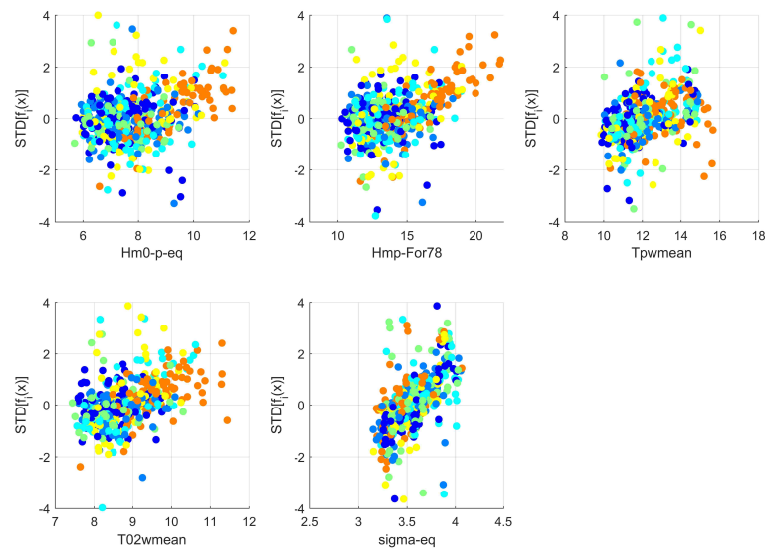 4
2
0
-2
-4
STD[fi(x)]
6 8 10 12
Hm0-p-eq
4
2
0
-2
-4
STD[fi(x)]
10 15 20
Hmp-For78
4
2
0
-2
-4
STD[fi(x)]
8 10 12 14 16 18
Tpwmean
4
2
0
-2
-4
STD[fi(x)]
7 8 9 10 11 12
T02wmean
4
2
0
-2
-4
STD[fi(x)]
2.5 3 3.5 4 4.5
sigma-eq